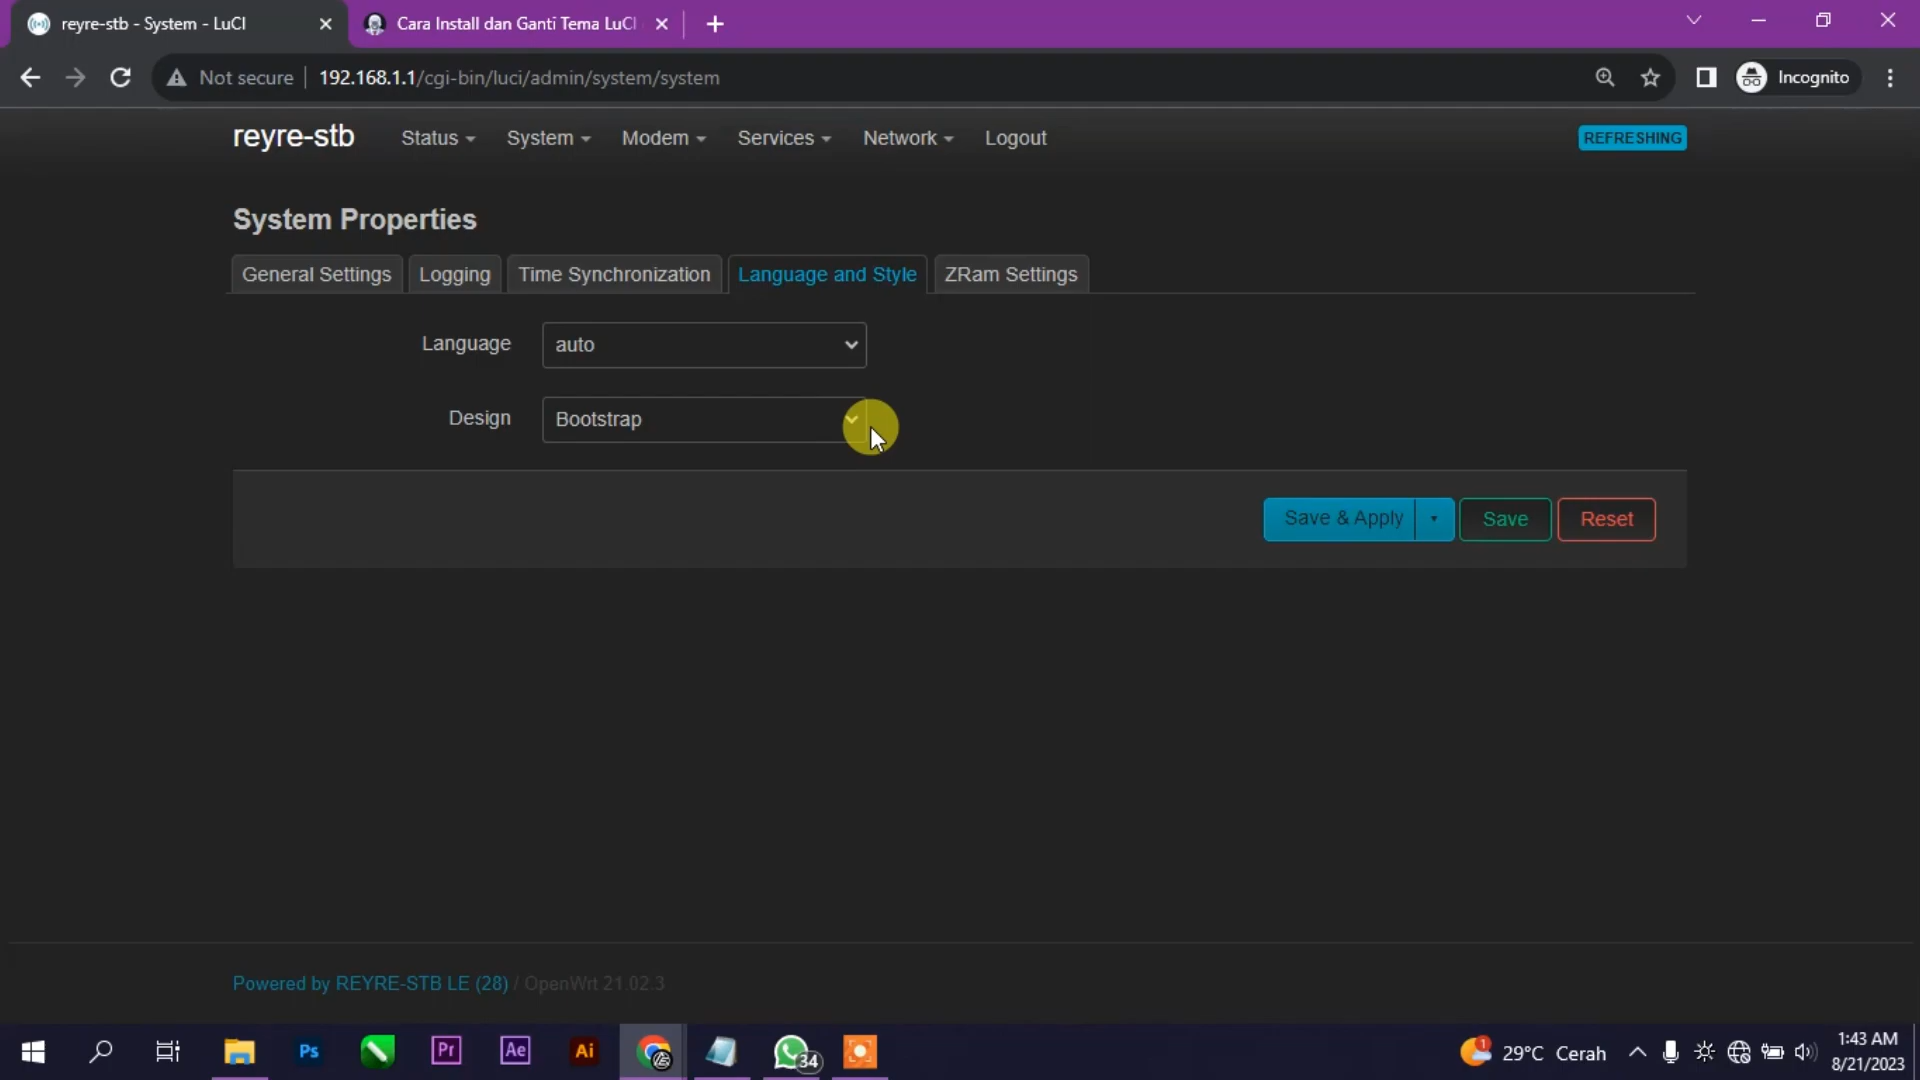 reyre-stb - System - LuCI
Cara Install dan Ganti Tema LuCI
Not secure
192.168.1.1/cgi-bin/luci/admin/system/system
Incognito
reyre-stb
Status
System
Modem
Services
Network
Logout
REFRESHING
System Properties
General Settings
Logging
Time Synchronization
Language and Style
ZRam Settings
Language
auto
Design
Bootstrap
Save & Apply
Save
Reset
Powered by REYRE-STB LE (28) / OpenWrt 21.02.3
Ps
Pr
Ae
Ai
34
1
29°C Cerah
1:43 AM
8/21/2023